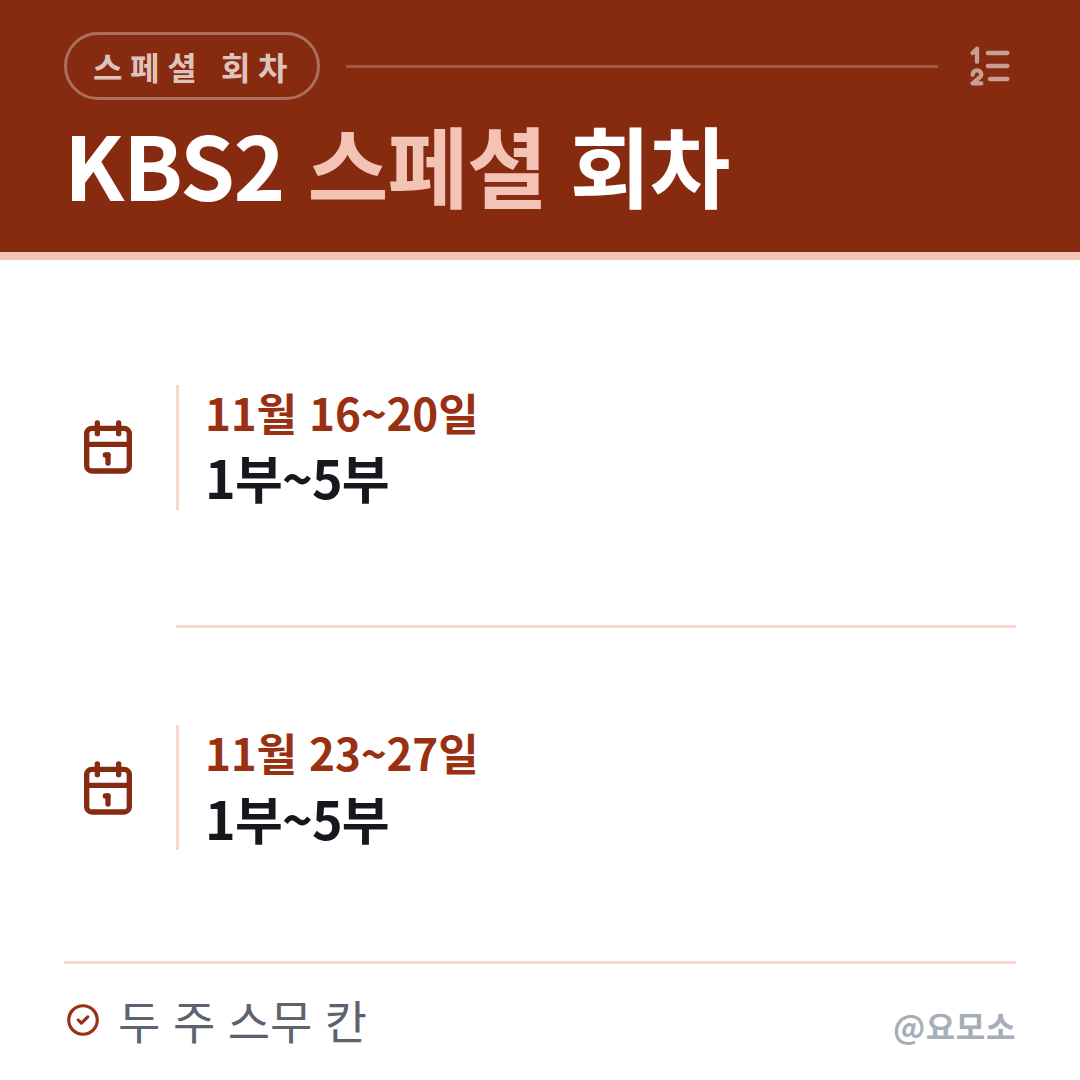 스페셜 회차
KBS2 스페셜 회차
11월 16~20일
1부~5부
11월 23~27일
1부~5부
두 주 스무 칸
@요모소